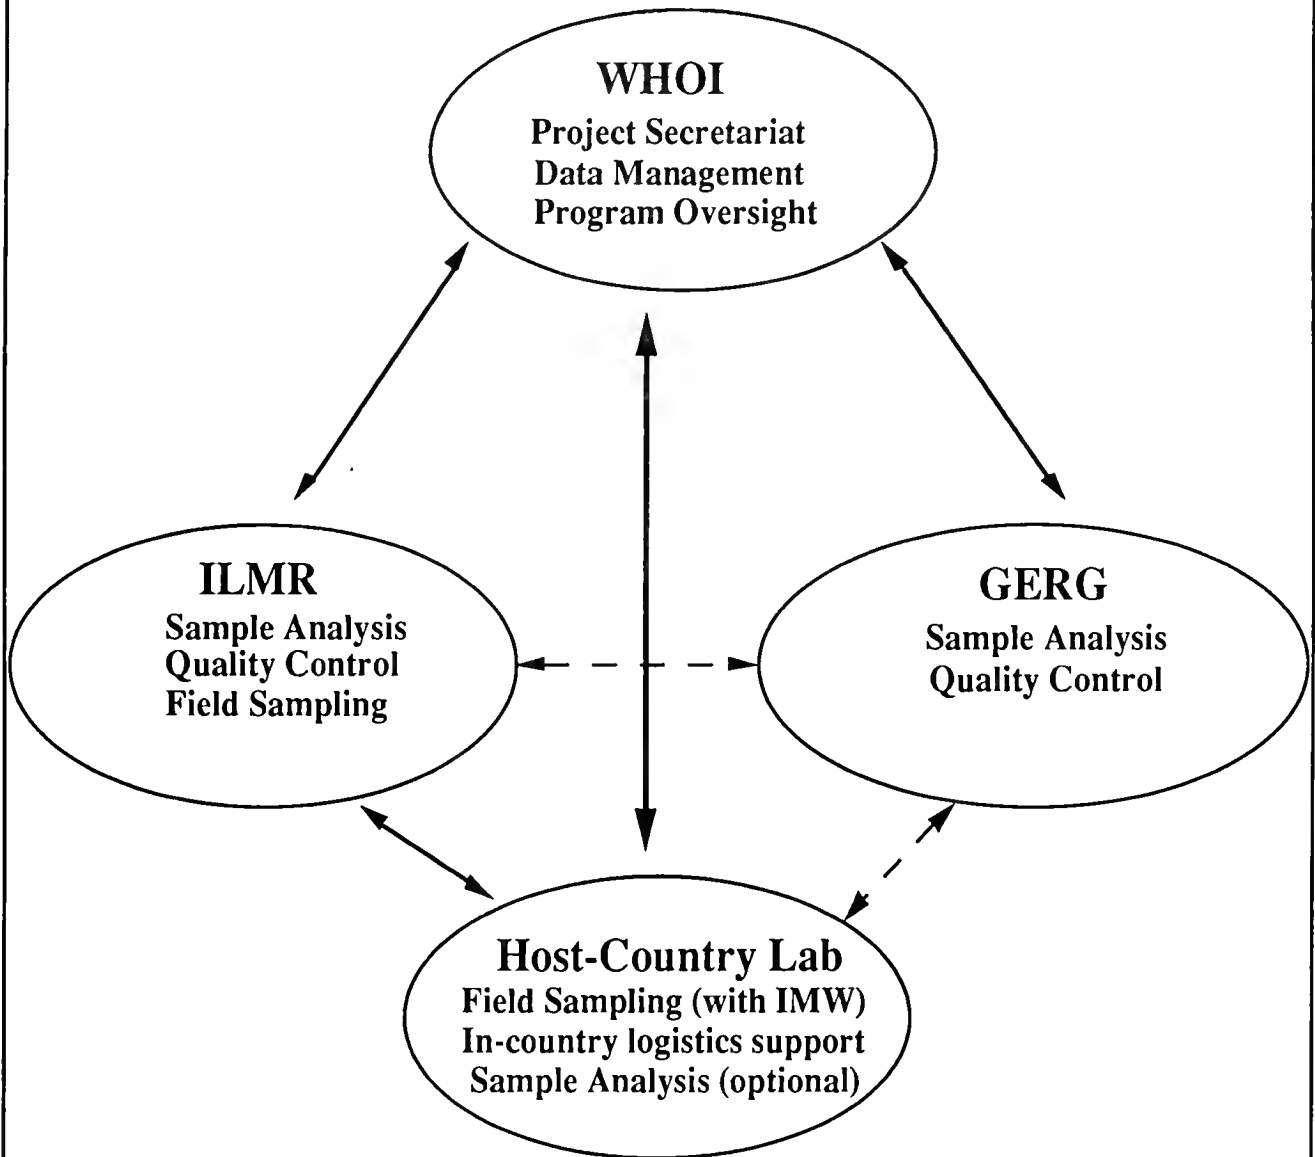 WHOI
Project Secretariat
Data Management
Program Oversight
ILMR
Sample Analysis
Quality Control
Field Sampling
GERG
Sample Analysis
Quality Control
Host-Country Lab
Field Sampling (with IMW)
In-country logistics support
Sample Analysis (optional)